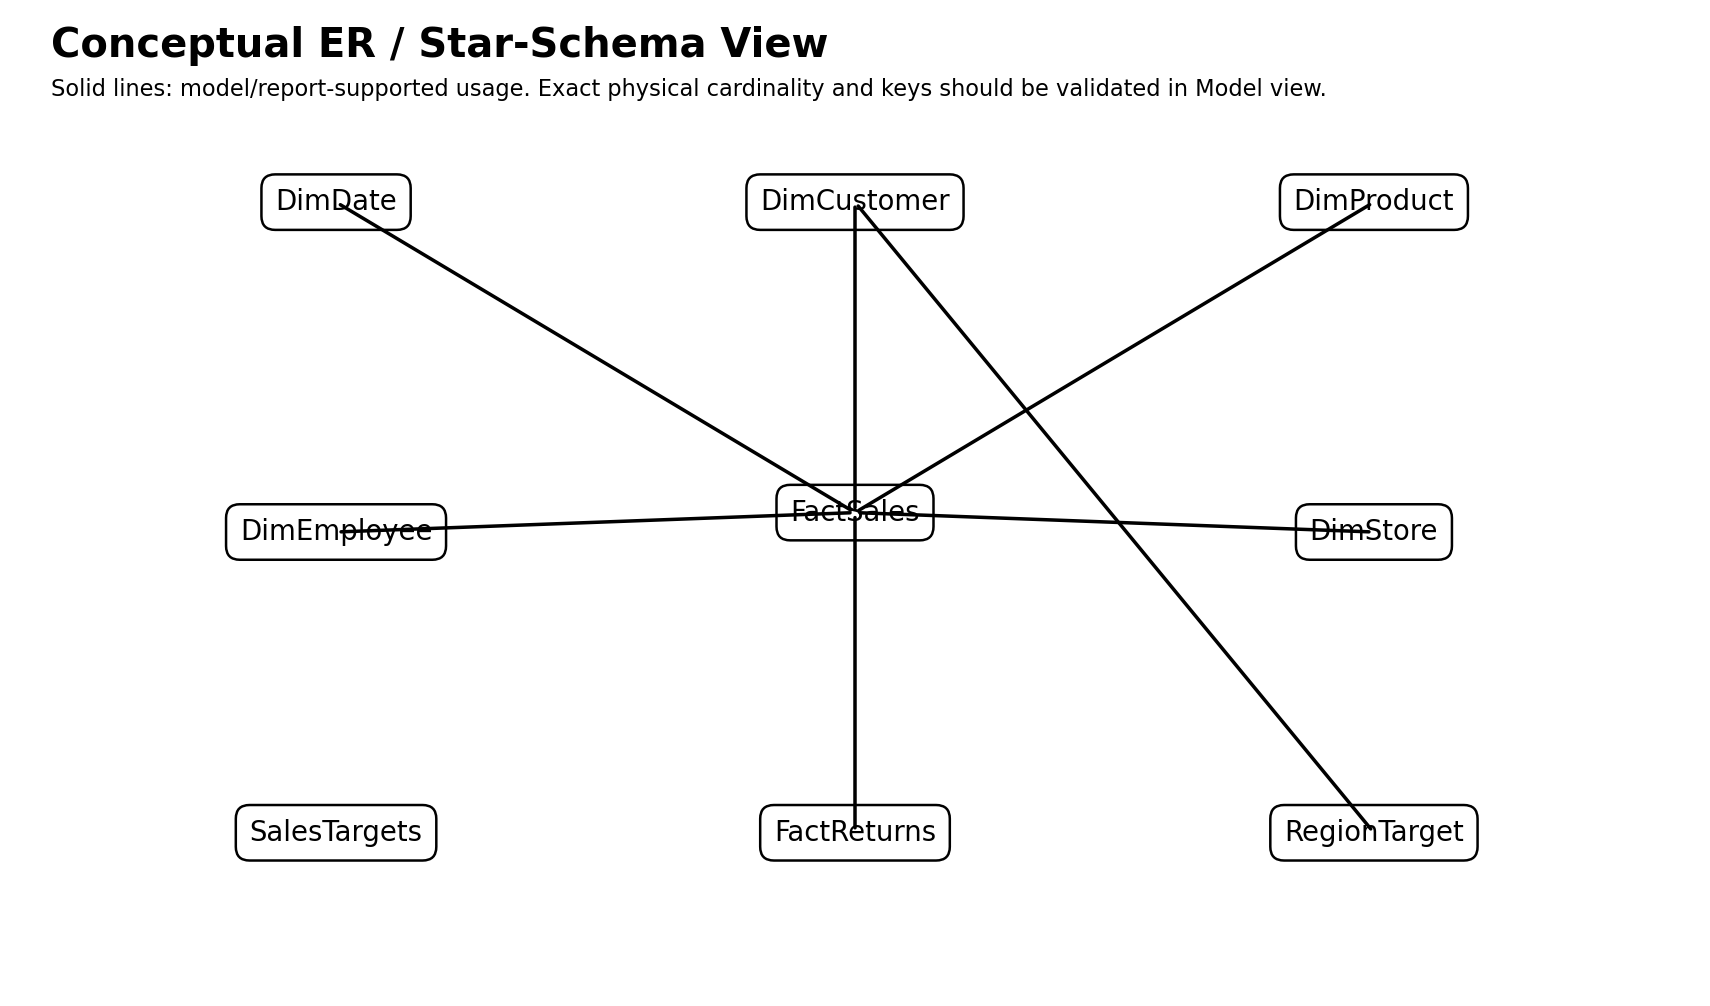 Conceptual ER / Star-Schema View
Solid lines: model/report-supported usage. Exact physical cardinality and keys should be validated in Model view.
DimDate
DimCustomer
DimProduct
DimEmployee
FactSales
DimStore
SalesTargets
FactReturns
RegionTarget